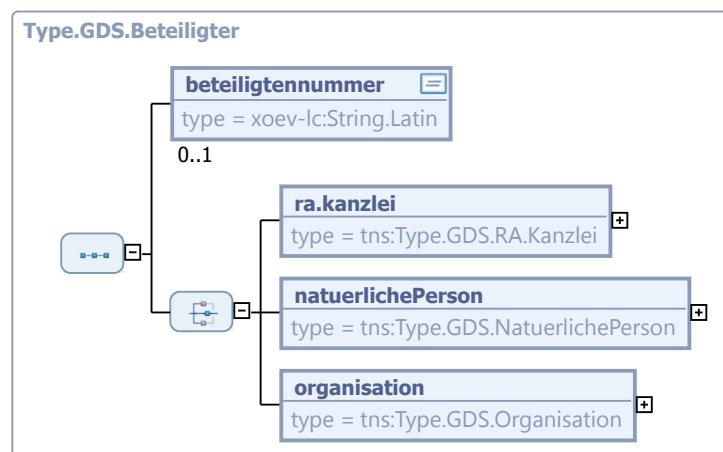 Type.GDS.Beteiligter
beteiligtennummer
type = xoev-lc:String.Latin
0..1
ra.kanzlei
type = tns:Type.GDS.RA.Kanzlei
natuerlichePerson
type = tns:Type.GDS.NatuerlichePerson
organisation
type = tns:Type.GDS.Organisation